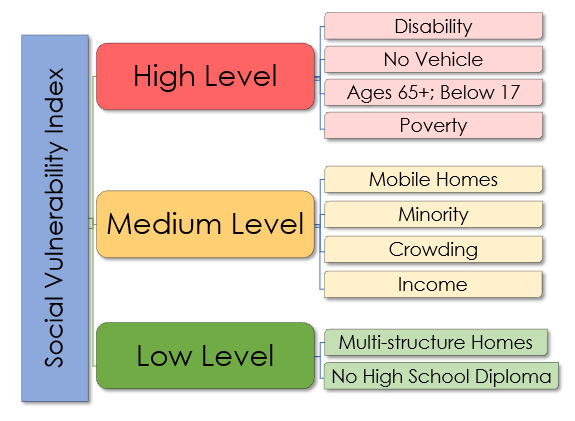 Social Vulnerability Index
High Level
Disability
No Vehicle
Ages 65+; Below 17
Poverty
Medium Level
Mobile Homes
Minority
Crowding
Income
Low Level
Multi-structure Homes
No High School Diploma